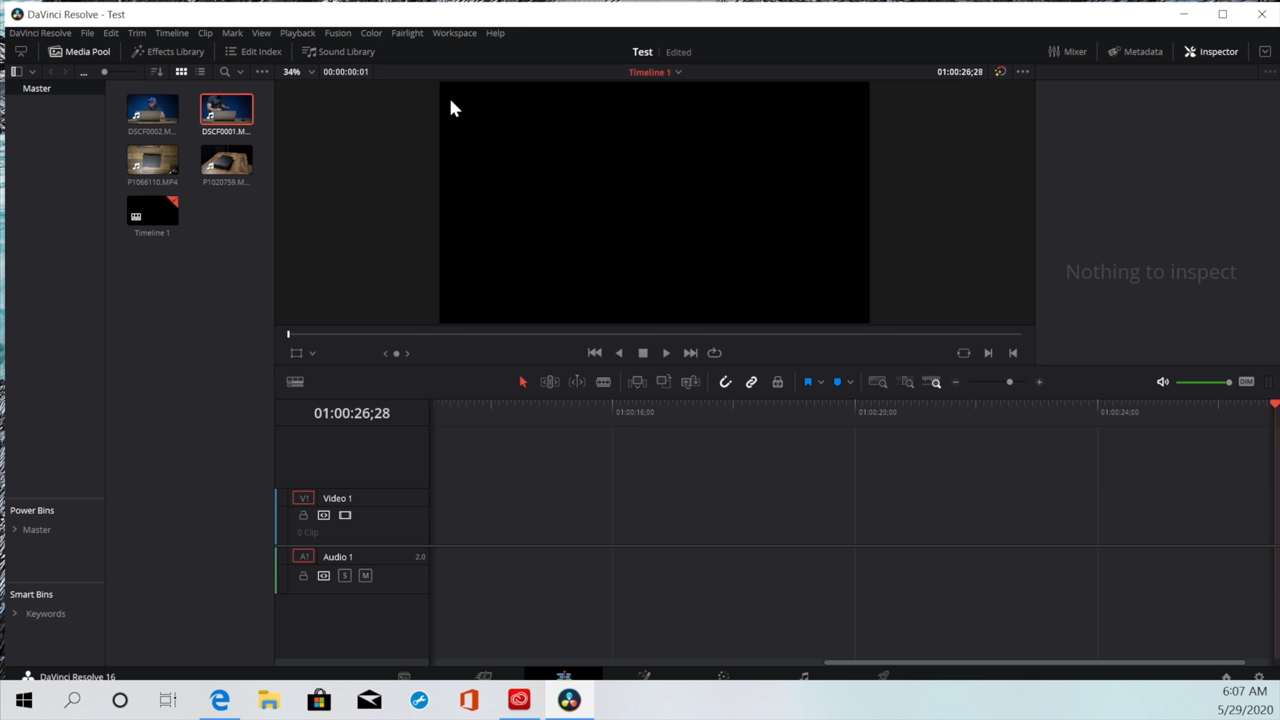 DaVinci Resolve - Test
DaVinci Resolve File Edit Trim Timeline Clip Mark View Playback Fusion Color Fairlight Workspace Help
Media Pool Effects Library Edit Index Sound Library Test Edited Mixer Metadata Inspector
... 34% 00:00:00:01 Timeline 1 01:00:26;28
Master
DSCF0002.M... DSCF0001.M...
P1066110.MP4 P1020759.M...
Timeline 1
Nothing to inspect
DIM
01:00:26;28
01:00:16;00 01:00:20;00 01:00:24;00
V1 Video 1
0 Clip
A1 Audio 1 2.0
S M
Power Bins
Master
Smart Bins
Keywords
DaVinci Resolve 16
6:07 AM
5/29/2020